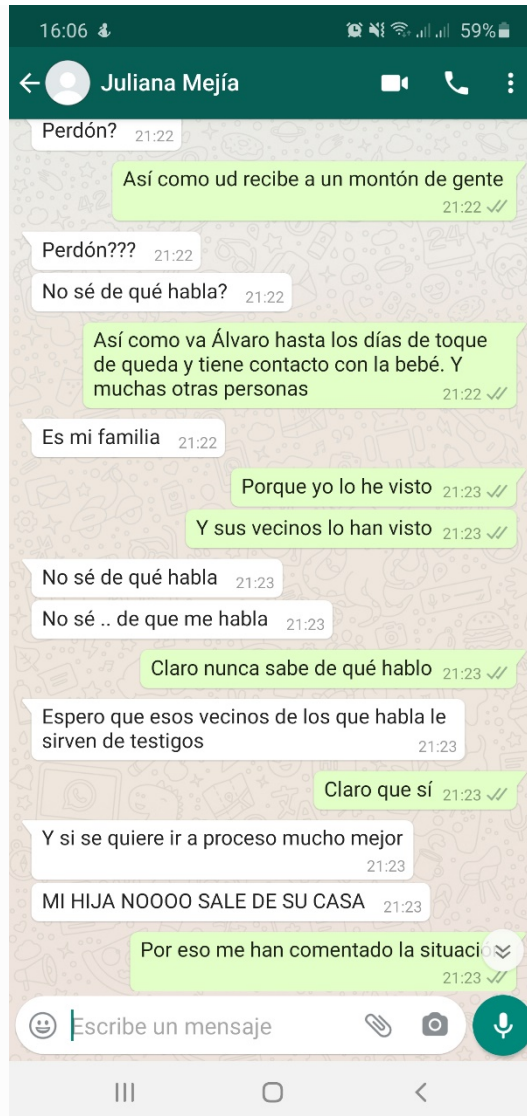 16:06 59%
Juliana Mejía
Perdón? 21:22
Así como ud recibe a un montón de gente
21:22
Perdón??? 21:22
No sé de qué habla? 21:22
Así como va Álvaro hasta los días de toque
de queda y tiene contacto con la bebé. Y
muchas otras personas 21:22
Es mi familia 21:22
Porque yo lo he visto 21:23
Y sus vecinos lo han visto 21:23
No sé de qué habla 21:23
No sé .. de que me habla 21:23
Claro nunca sabe de qué hablo 21:23
Espero que esos vecinos de los que habla le
sirven de testigos 21:23
Claro que sí 21:23
Y si se quiere ir a proceso mucho mejor
21:23
MI HIJA NOOOO SALE DE SU CASA 21:23
Por eso me han comentado la situació
21:23
Escribe un mensaje